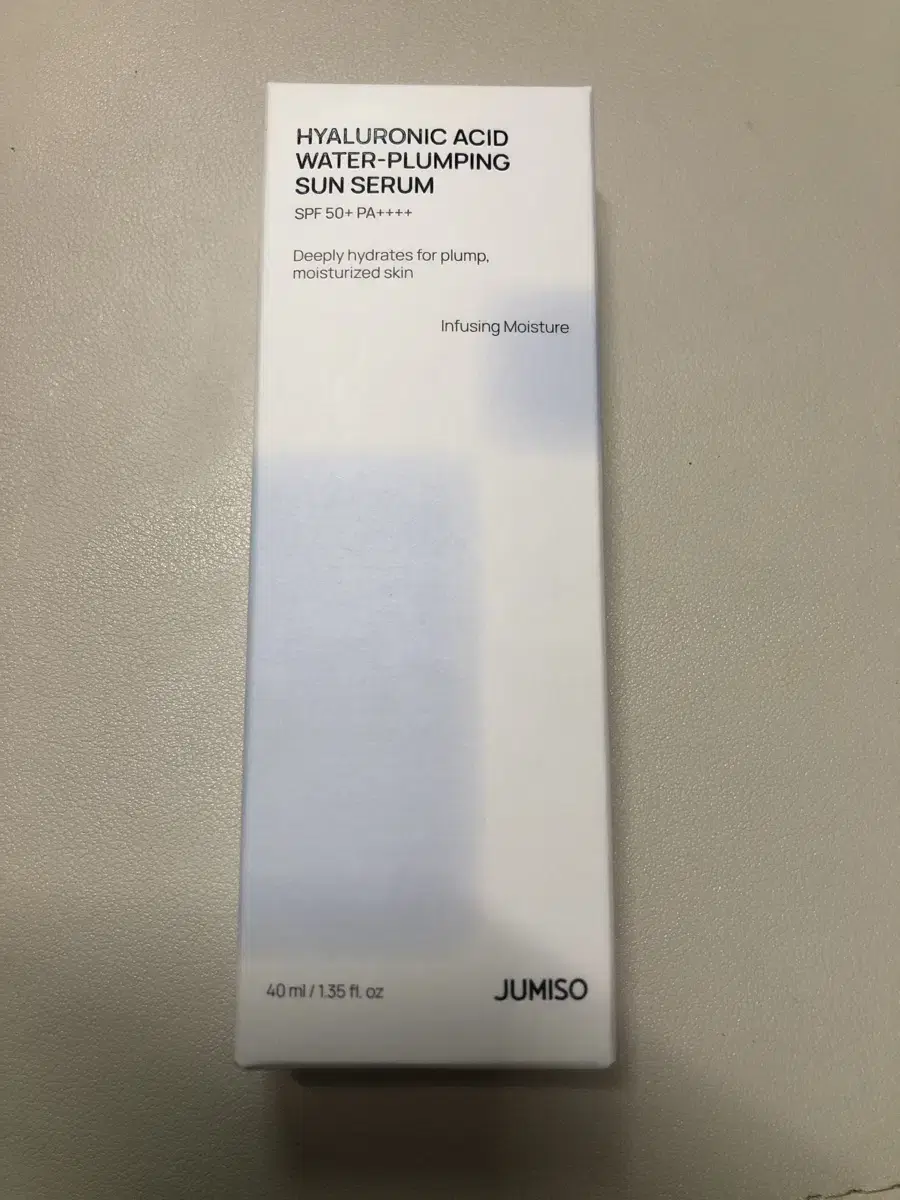 HYALURONIC ACID
WATER-PLUMPING
SUN SERUM
SPF 50+ PA++++
Deeply hydrates for plump,
moisturized skin
Infusing Moisture
40 ml / 1.35 fl. oz
JUMISO